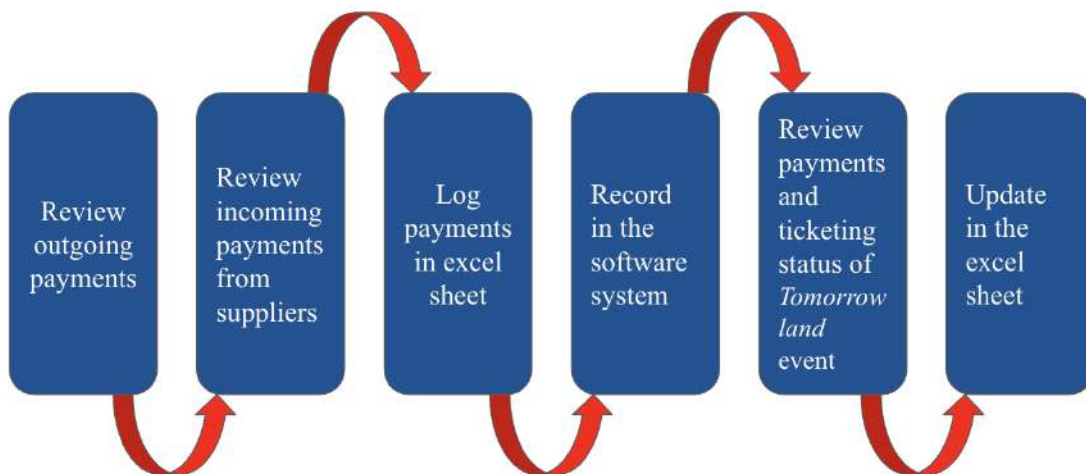 Review
outgoing
payments
Review
incoming
payments
from
suppliers
Log
payments
in excel
sheet
Record
in the
software
system
Review
payments
and
ticketing
status of
Tomorrow
land
event
Update
in the
excel
sheet